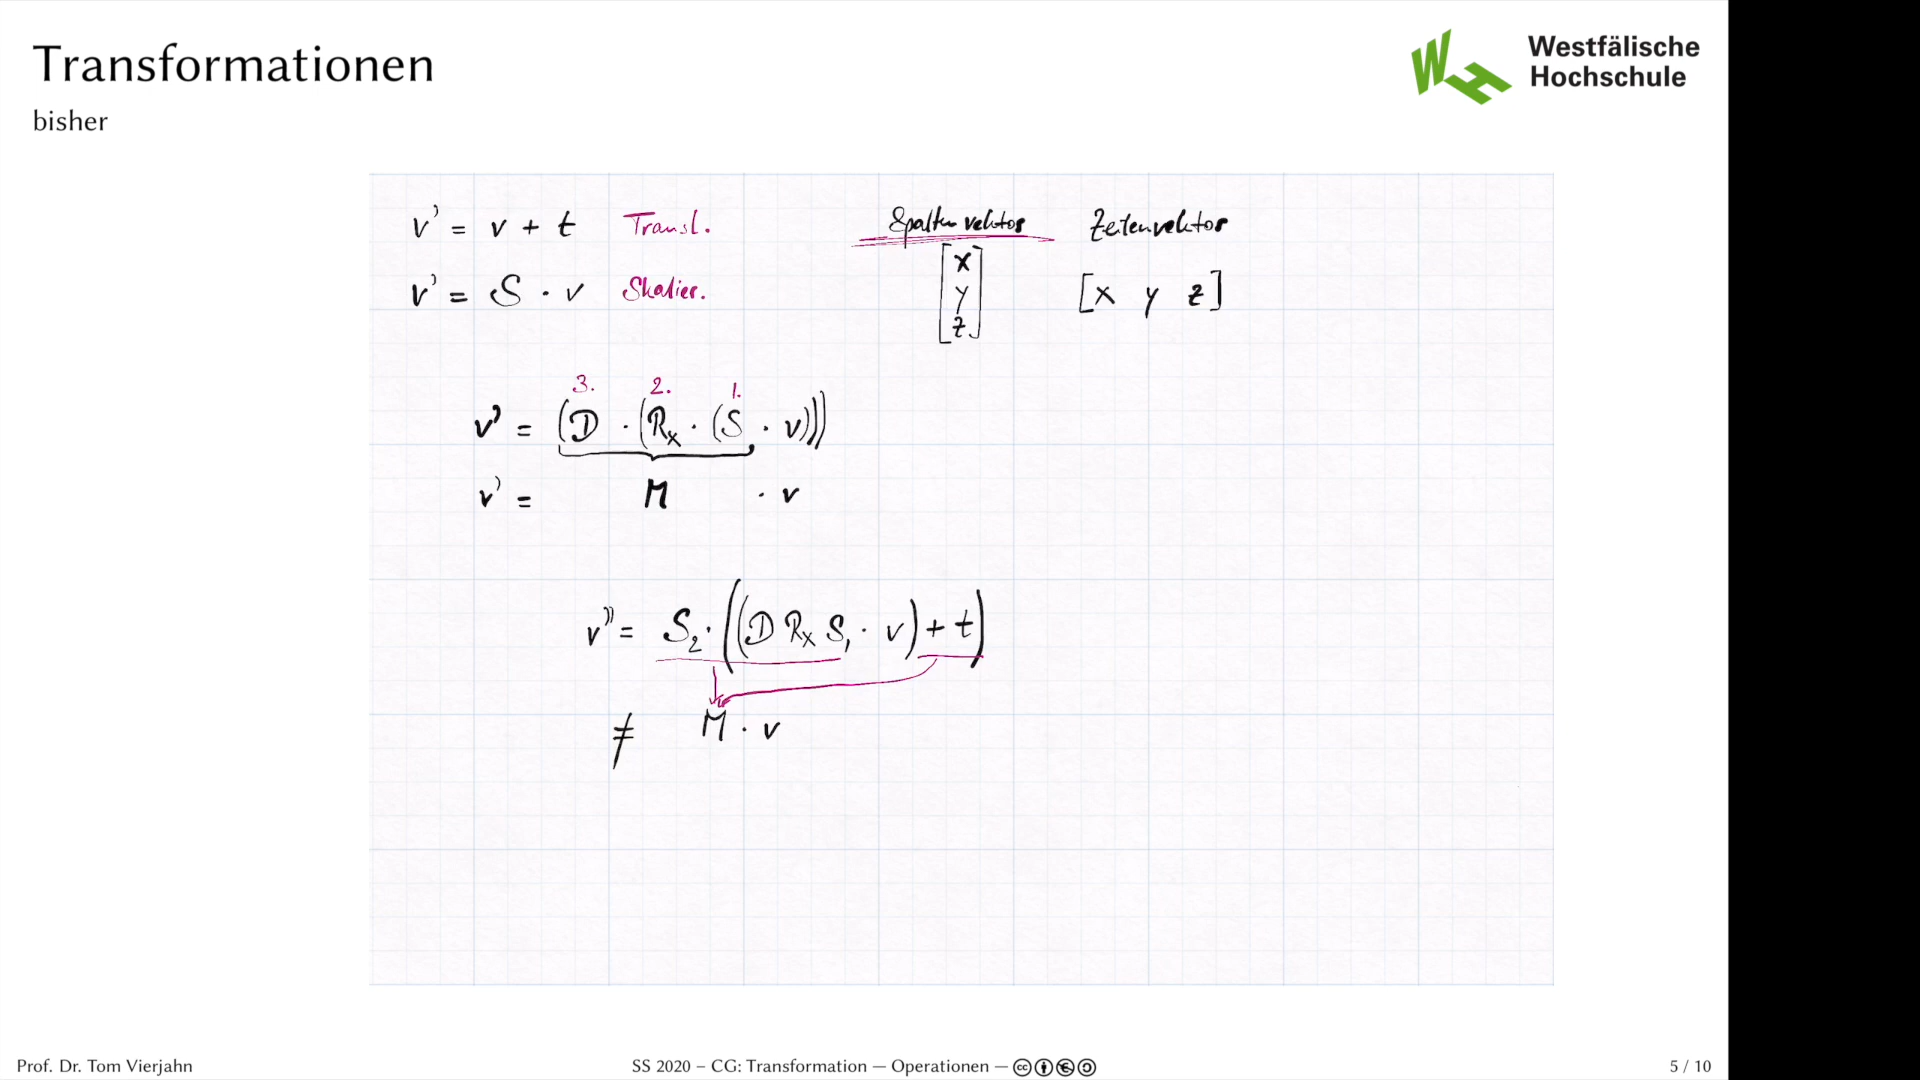 Transformationen
bisher
Westfälische
Hochschule
v' = v + t Transl.
v' = S · v Skalier.
Spaltenvektor Zeilenvektor
[x
y
z] [x y z]
3. 2. 1.
v' = (D · (Rₓ · (S · v)))
v' = M · v
v'' = S₂ · ((D Rₓ S₁ · v) + t)
≠ M · v
Prof. Dr. Tom Vierjahn SS 2020 – CG: Transformation — Operationen — 5 / 10